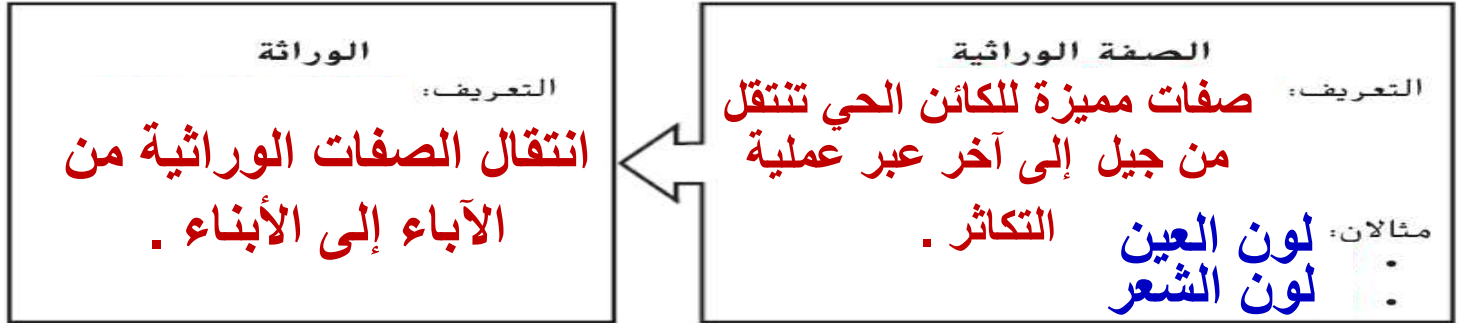 الصفة الوراثية
التعريف: صفات مميزة للكائن الحي تنتقل
من جيل إلى آخر عبر عملية
التكاثر .
مثالان: لون العين
• لون الشعر
•
الوراثة
التعريف:
انتقال الصفات الوراثية من
الآباء إلى الأبناء .